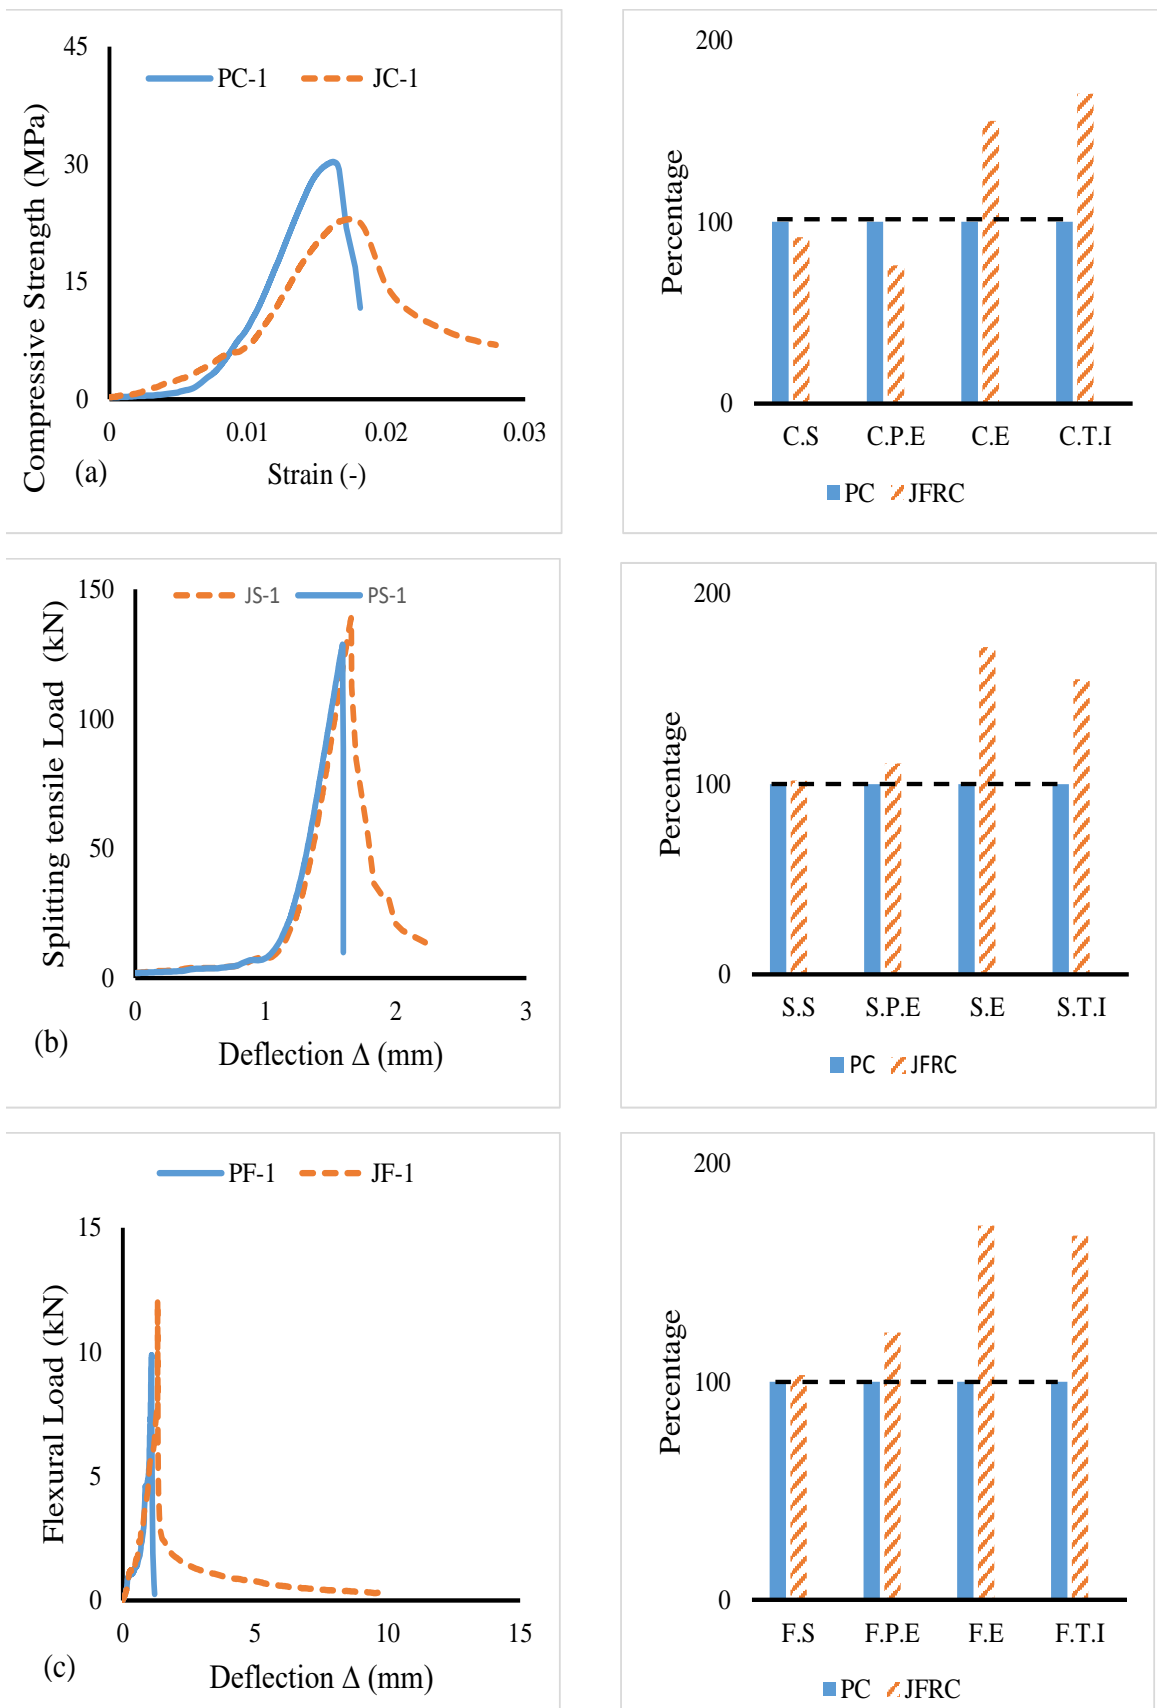 45
30
15
0
Compressive Strength (MPa)
PC-1 JC-1
0 0.01 0.02 0.03
Strain (-)
(a)
200
100
0
Percentage
C.S C.P.E C.E C.T.I
PC JFRC
150
100
50
0
Splitting tensile Load (kN)
JS-1 PS-1
0 1 2 3
Deflection Δ (mm)
(b)
200
100
0
Percentage
S.S S.P.E S.E S.T.I
PC JFRC
PF-1 JF-1
15
10
5
0
Flexural Load (kN)
0 5 10 15
Deflection Δ (mm)
(c)
200
100
0
Percentage
F.S F.P.E F.E F.T.I
PC JFRC